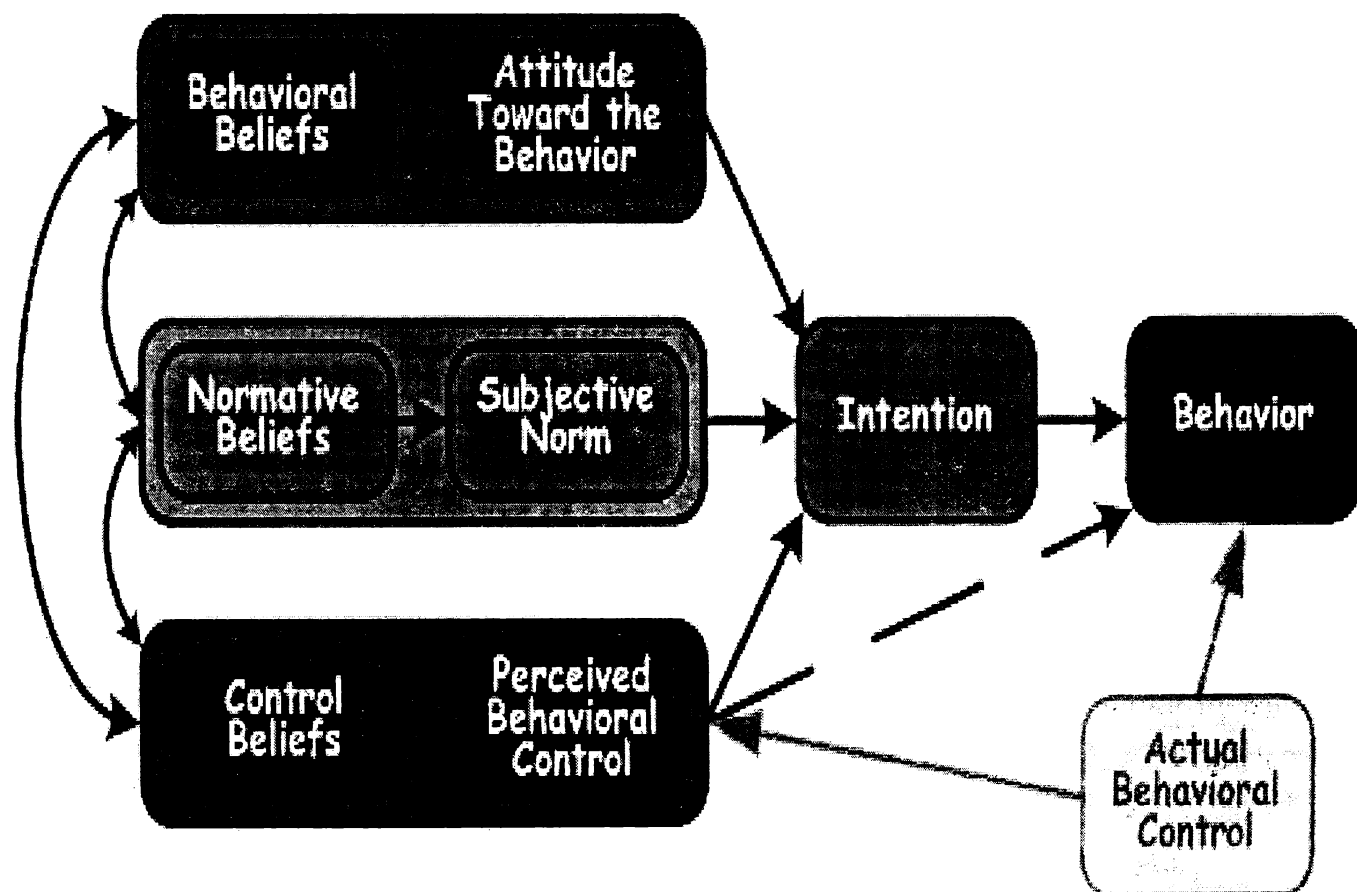 Behavioral
Beliefs
Attitude
Toward the
Behavior
Normative
Beliefs
Subjective
Norm
Intention
Behavior
Control
Beliefs
Perceived
Behavioral
Control
Actual
Behavioral
Control